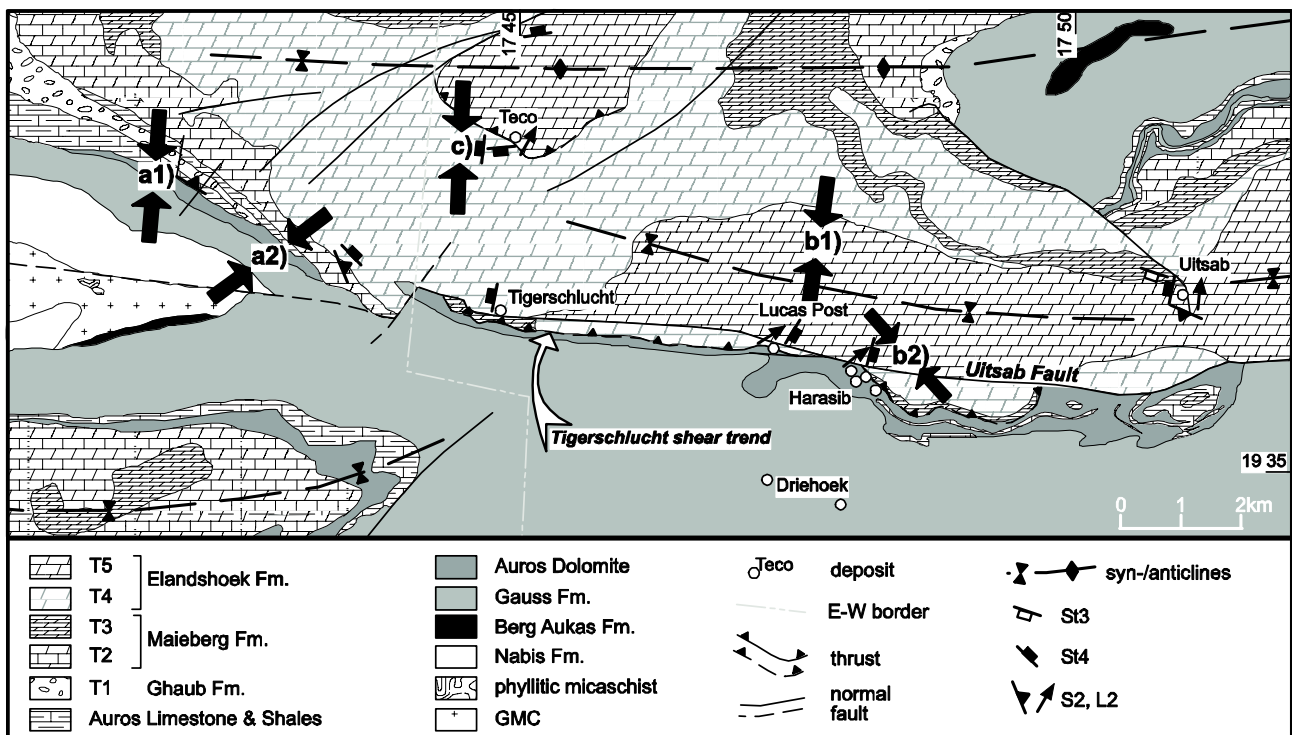 17 45
17 50
Teco
a1)
c)
a2)
b1)
Uitsab
Tigerschlucht
Lucas Post
b2)
Uitsab Fault
Harasib
Tigerschlucht shear trend
19 35
Driehoek
0 1 2km
T5
T4
Elandshoek Fm.
T3
T2
Maieberg Fm.
T1 Ghaub Fm.
Auros Limestone & Shales
Auros Dolomite
Gauss Fm.
Berg Aukas Fm.
Nabis Fm.
phyllitic micaschist
GMC
Teco deposit
E-W border
thrust
normal
fault
syn-/anticlines
St3
St4
S2, L2